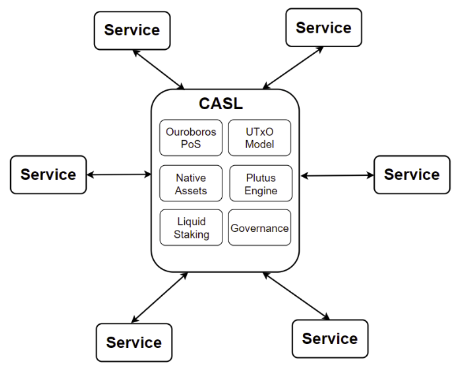 Service
Service
CASL
Ouroboros
PoS
UTxO
Model
Service
Native
Assets
Plutus
Engine
Service
Liquid
Staking
Governance
Service
Service